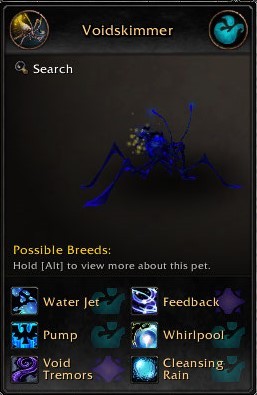 Voidskimmer
Search
Possible Breeds:
Hold [Alt] to view more about this pet.
Water Jet
Feedback
Pump
Whirlpool
Void
Tremors
Cleansing
Rain